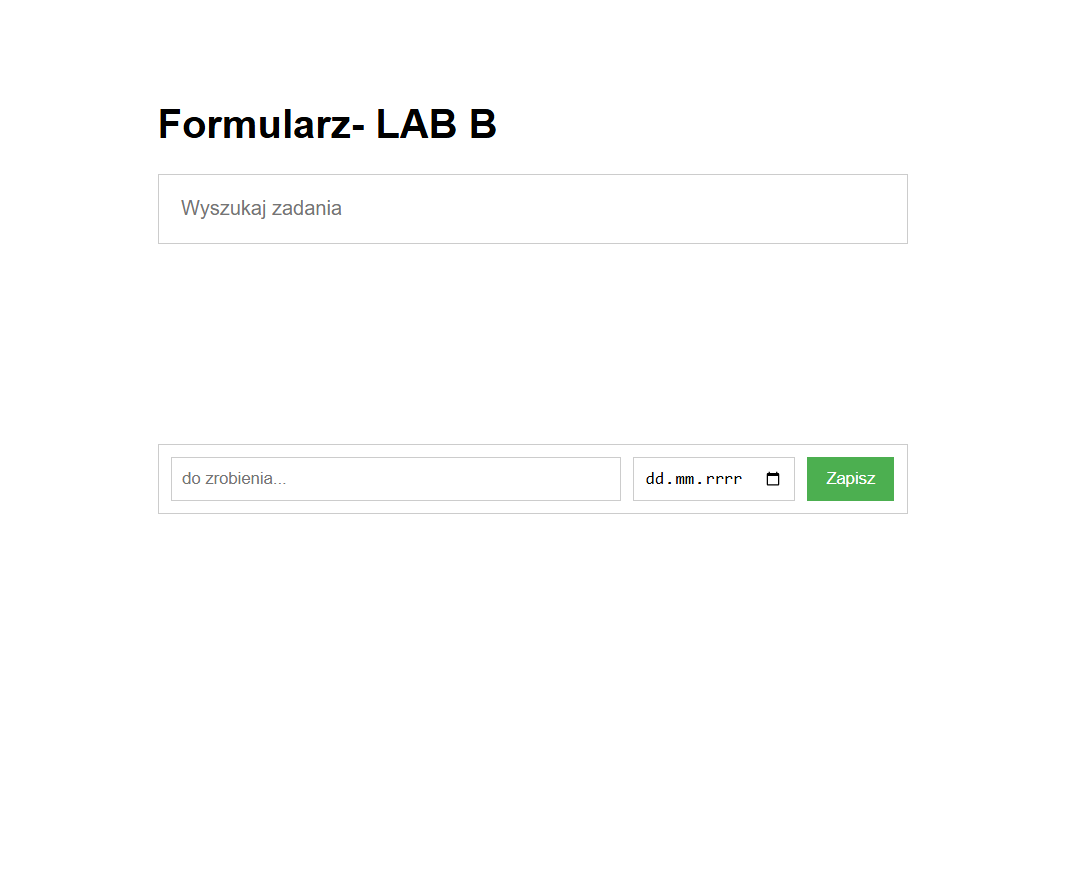 Formularz- LAB B
Wyszukaj zadania
do zrobienia... dd.mm.rrrr Zapisz